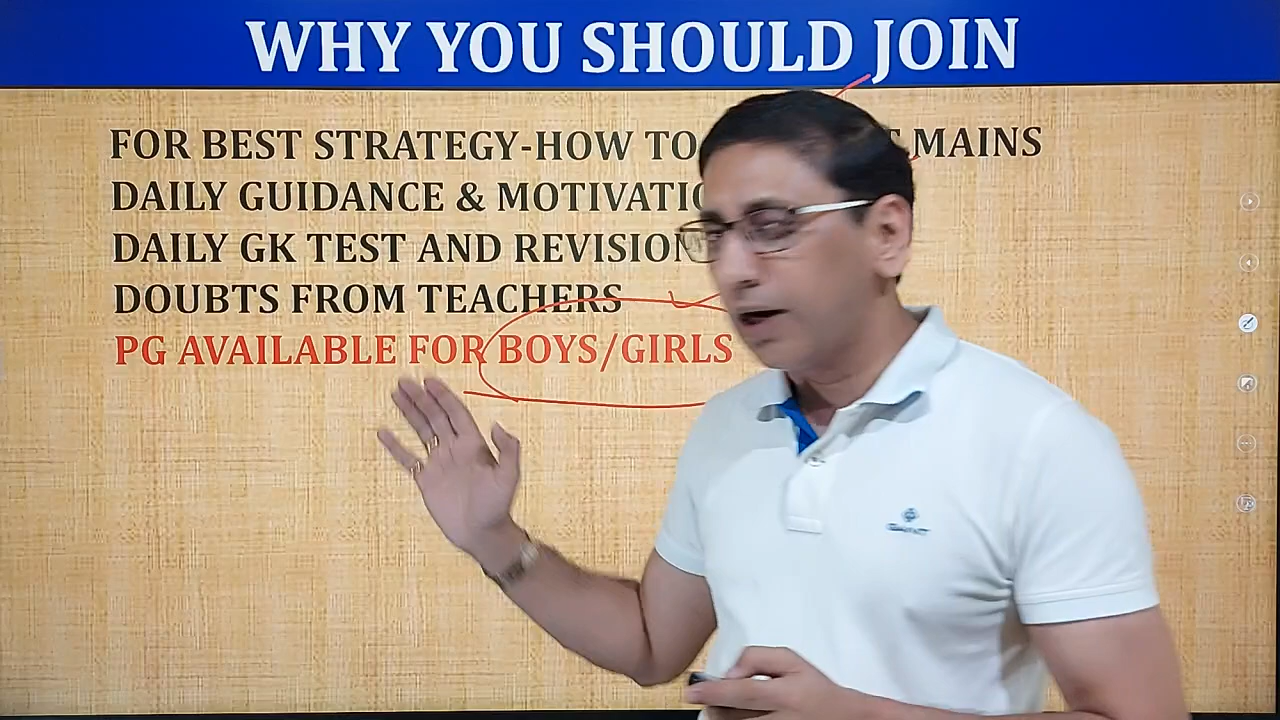 WHY YOU SHOULD JOIN
FOR BEST STRATEGY-HOW TO MAINS
DAILY GUIDANCE &
DAILY GK TEST AND REVISION
DOUBTS FROM TEACHERS
PG AVAILABLE FOR BOYS/GIRLS
GANT